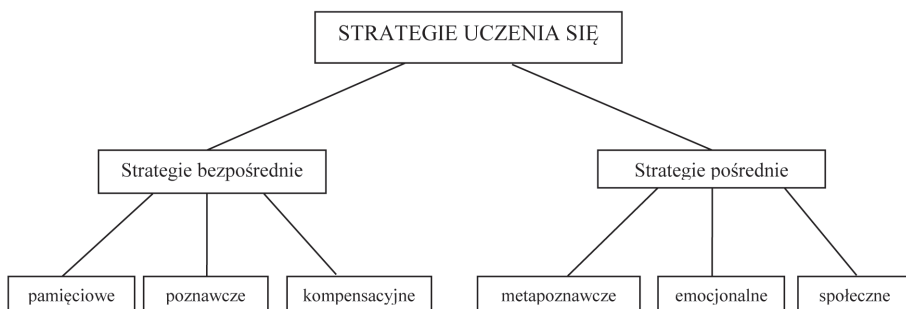 STRATEGIE UCZENIA SIĘ
Strategie bezpośrednie
Strategie pośrednie
pamięciowe
poznawcze
kompensacyjne
metapoznawcze
emocjonalne
społeczne